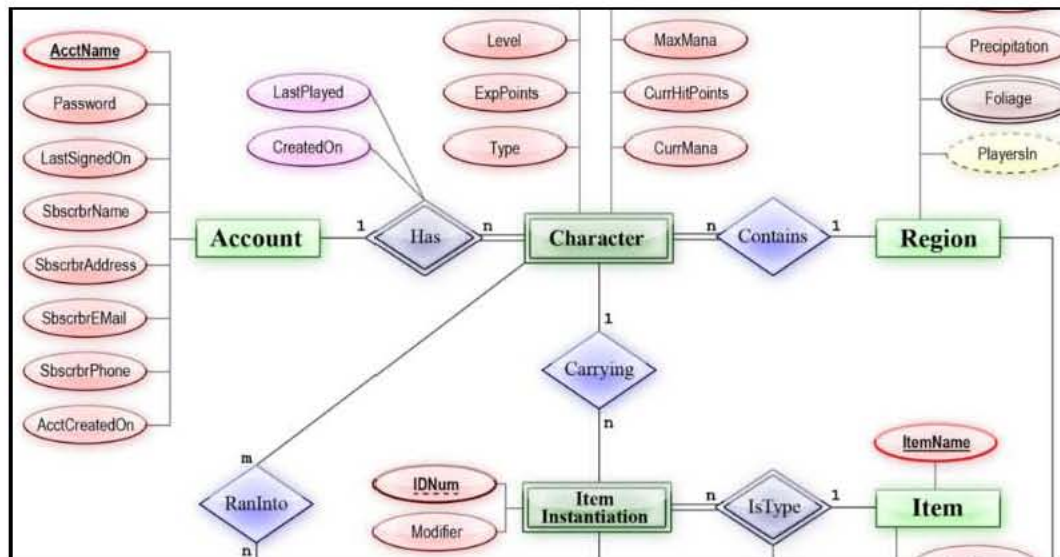 AcctName
Password
LastSignedOn
SbscrbrName
SbscrbrAddress
SbscrbrEMail
SbscrbrPhone
AcctCreatedOn
LastPlayed
CreatedOn
Level
ExpPoints
Type
MaxMana
CurrHitPoints
CurrMana
Precipitation
Foliage
PlayersIn
Account
1
Has
n
Character
n
Contains
1
Region
1
Carrying
n
m
RanInto
n
IDNum
Modifier
Item
Instantiation
n
IsType
1
ItemName
Item